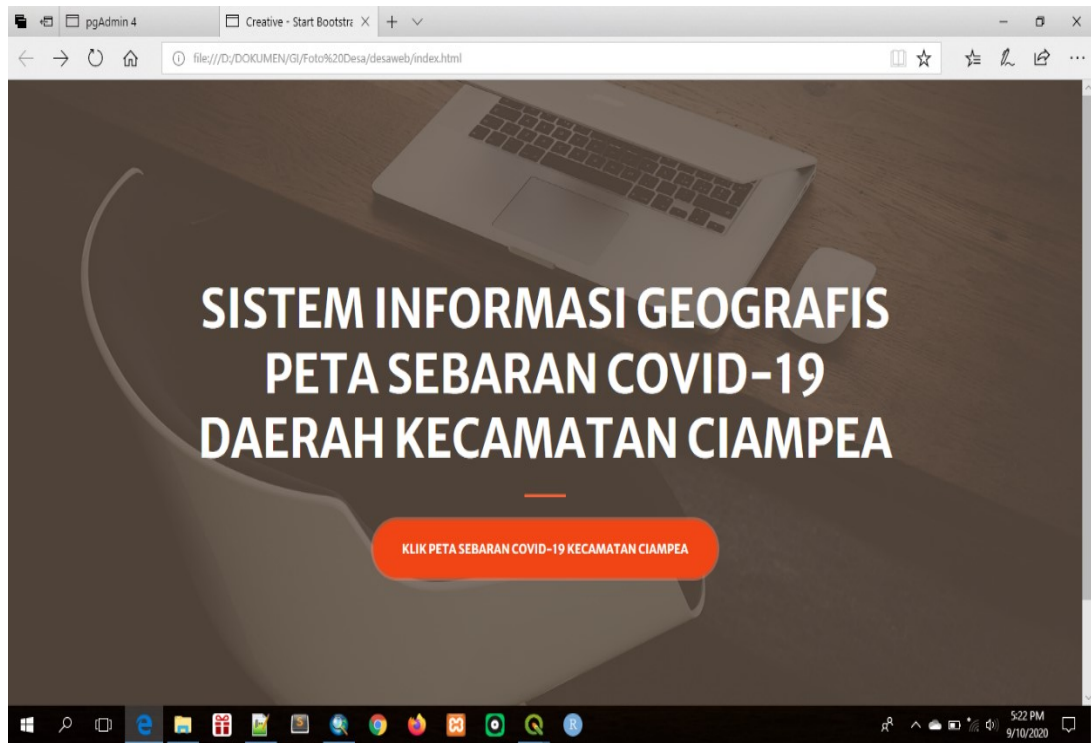 pgAdmin 4
Creative - Start Bootstra
file:///D:/DOKUMEN/GI/Foto%20Desa/desaweb/index.html
SISTEM INFORMASI GEOGRAFIS
PETA SEBARAN COVID-19
DAERAH KECAMATAN CIAMPEA
KLIK PETA SEBARAN COVID-19 KECAMATAN CIAMPEA
5:22 PM
9/10/2020